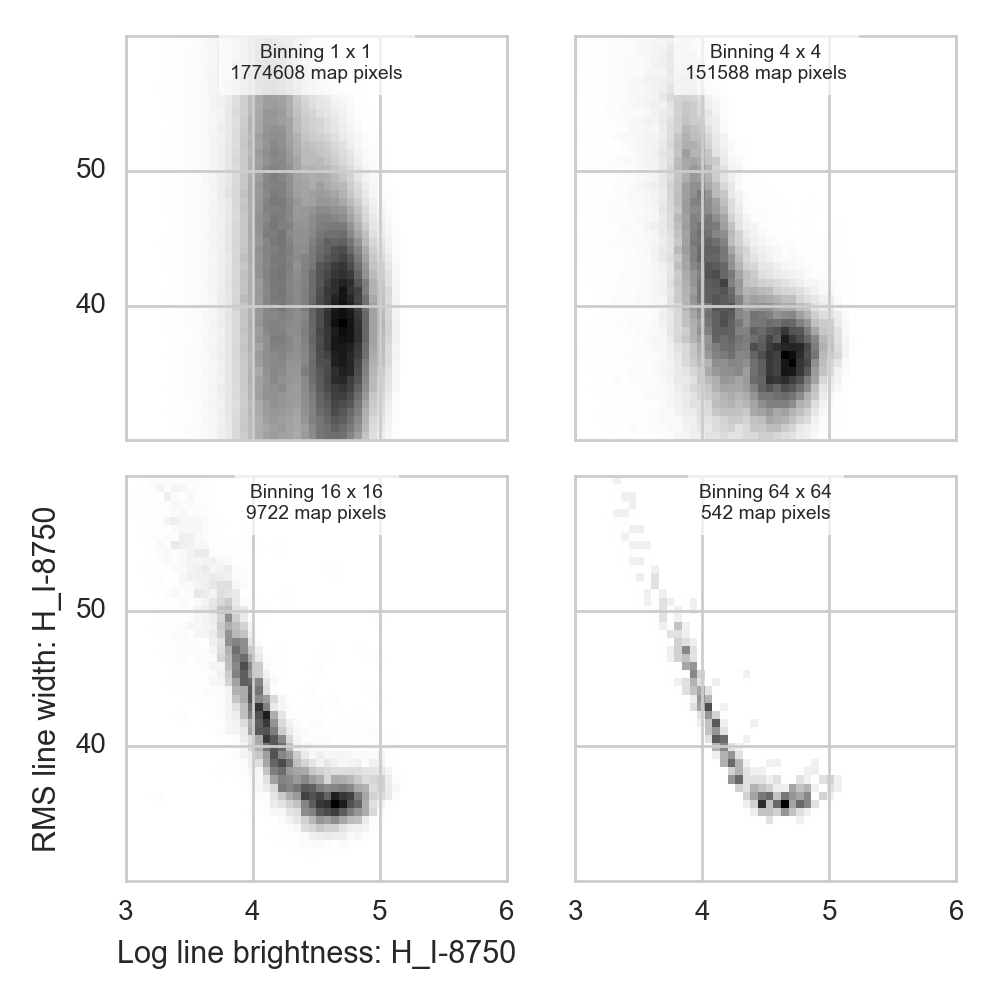 Binning 1 x 1
1774608 map pixels
Binning 4 x 4
151588 map pixels
50
40
Binning 16 x 16
9722 map pixels
Binning 64 x 64
542 map pixels
50
40
RMS line width: H_I-8750
3 4 5 6
3 4 5 6
Log line brightness: H_I-8750